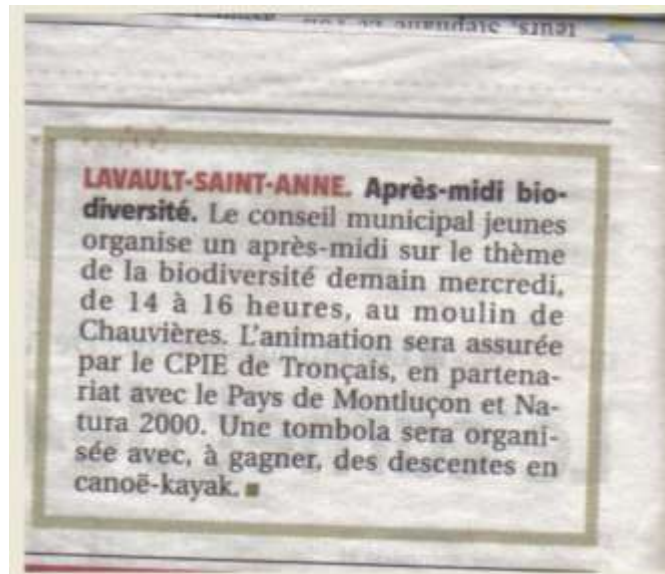 LAVAULT-SAINT-ANNE. Après-midi bio-
diversité. Le conseil municipal jeunes
organise un après-midi sur le thème
de la biodiversité demain mercredi,
de 14 à 16 heures, au moulin de
Chauvières. L'animation sera assurée
par le CPIE de Tronçais, en partena-
riat avec le Pays de Montluçon et Na-
tura 2000. Une tombola sera organi-
sée avec, à gagner, des descentes en
canoë-kayak.